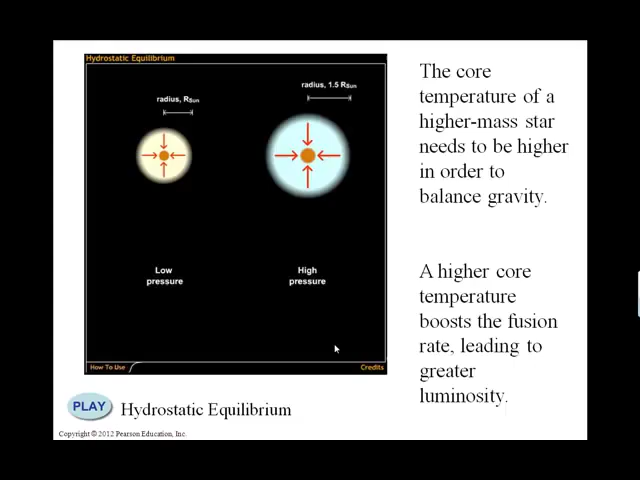 Hydrostatic Equilibrium
radius, RSun
radius, 1.5 RSun
Low
pressure
High
pressure
How To Use
Credits
The core
temperature of a
higher-mass star
needs to be higher
in order to
balance gravity.
A higher core
temperature
boosts the fusion
rate, leading to
greater
luminosity.
PLAY
Hydrostatic Equilibrium
Copyright © 2012 Pearson Education, Inc.